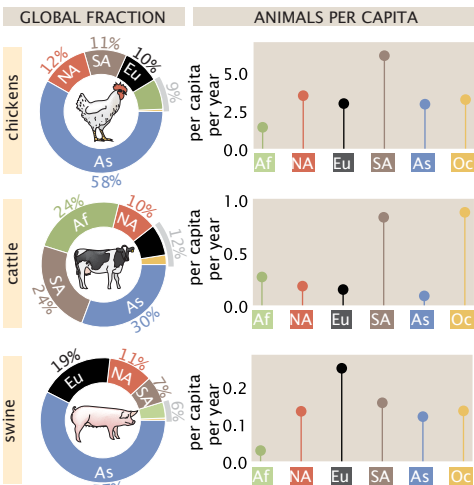 GLOBAL FRACTION
ANIMALS PER CAPITA
chickens
12%
11%
10%
9%
NA
SA
Eu
As
58%
per capita
per year
5.0
2.5
0.0
Af
NA
Eu
SA
As
Oc
cattle
24%
10%
12%
Af
NA
SA
24%
As
30%
per capita
per year
1.0
0.5
0.0
Af
NA
Eu
SA
As
Oc
swine
19%
11%
7%
6%
Eu
NA
SA
As
per capita
per year
0.2
0.1
0.0
Af
NA
Eu
SA
As
Oc